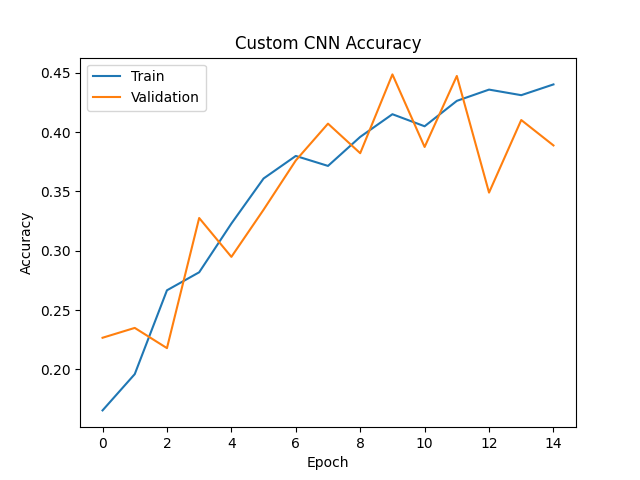 Custom CNN Accuracy
Train
Validation
0.45
0.40
0.35
0.30
0.25
0.20
Accuracy
0 2 4 6 8 10 12 14
Epoch